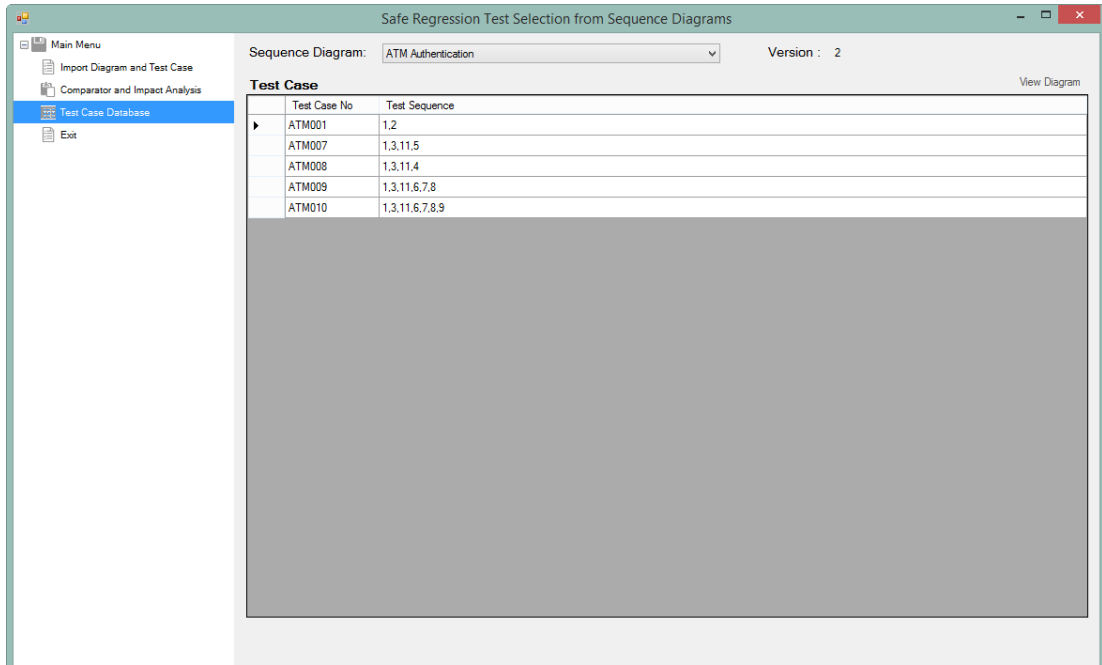 Safe Regression Test Selection from Sequence Diagrams
Main Menu
Import Diagram and Test Case
Comparator and Impact Analysis
Test Case Database
Exit
Sequence Diagram: ATM Authentication Version : 2
Test Case View Diagram
Test Case No Test Sequence
ATM001 1,2
ATM007 1,3,11,5
ATM008 1,3,11,4
ATM009 1,3,11,6,7,8
ATM010 1,3,11,6,7,8,9